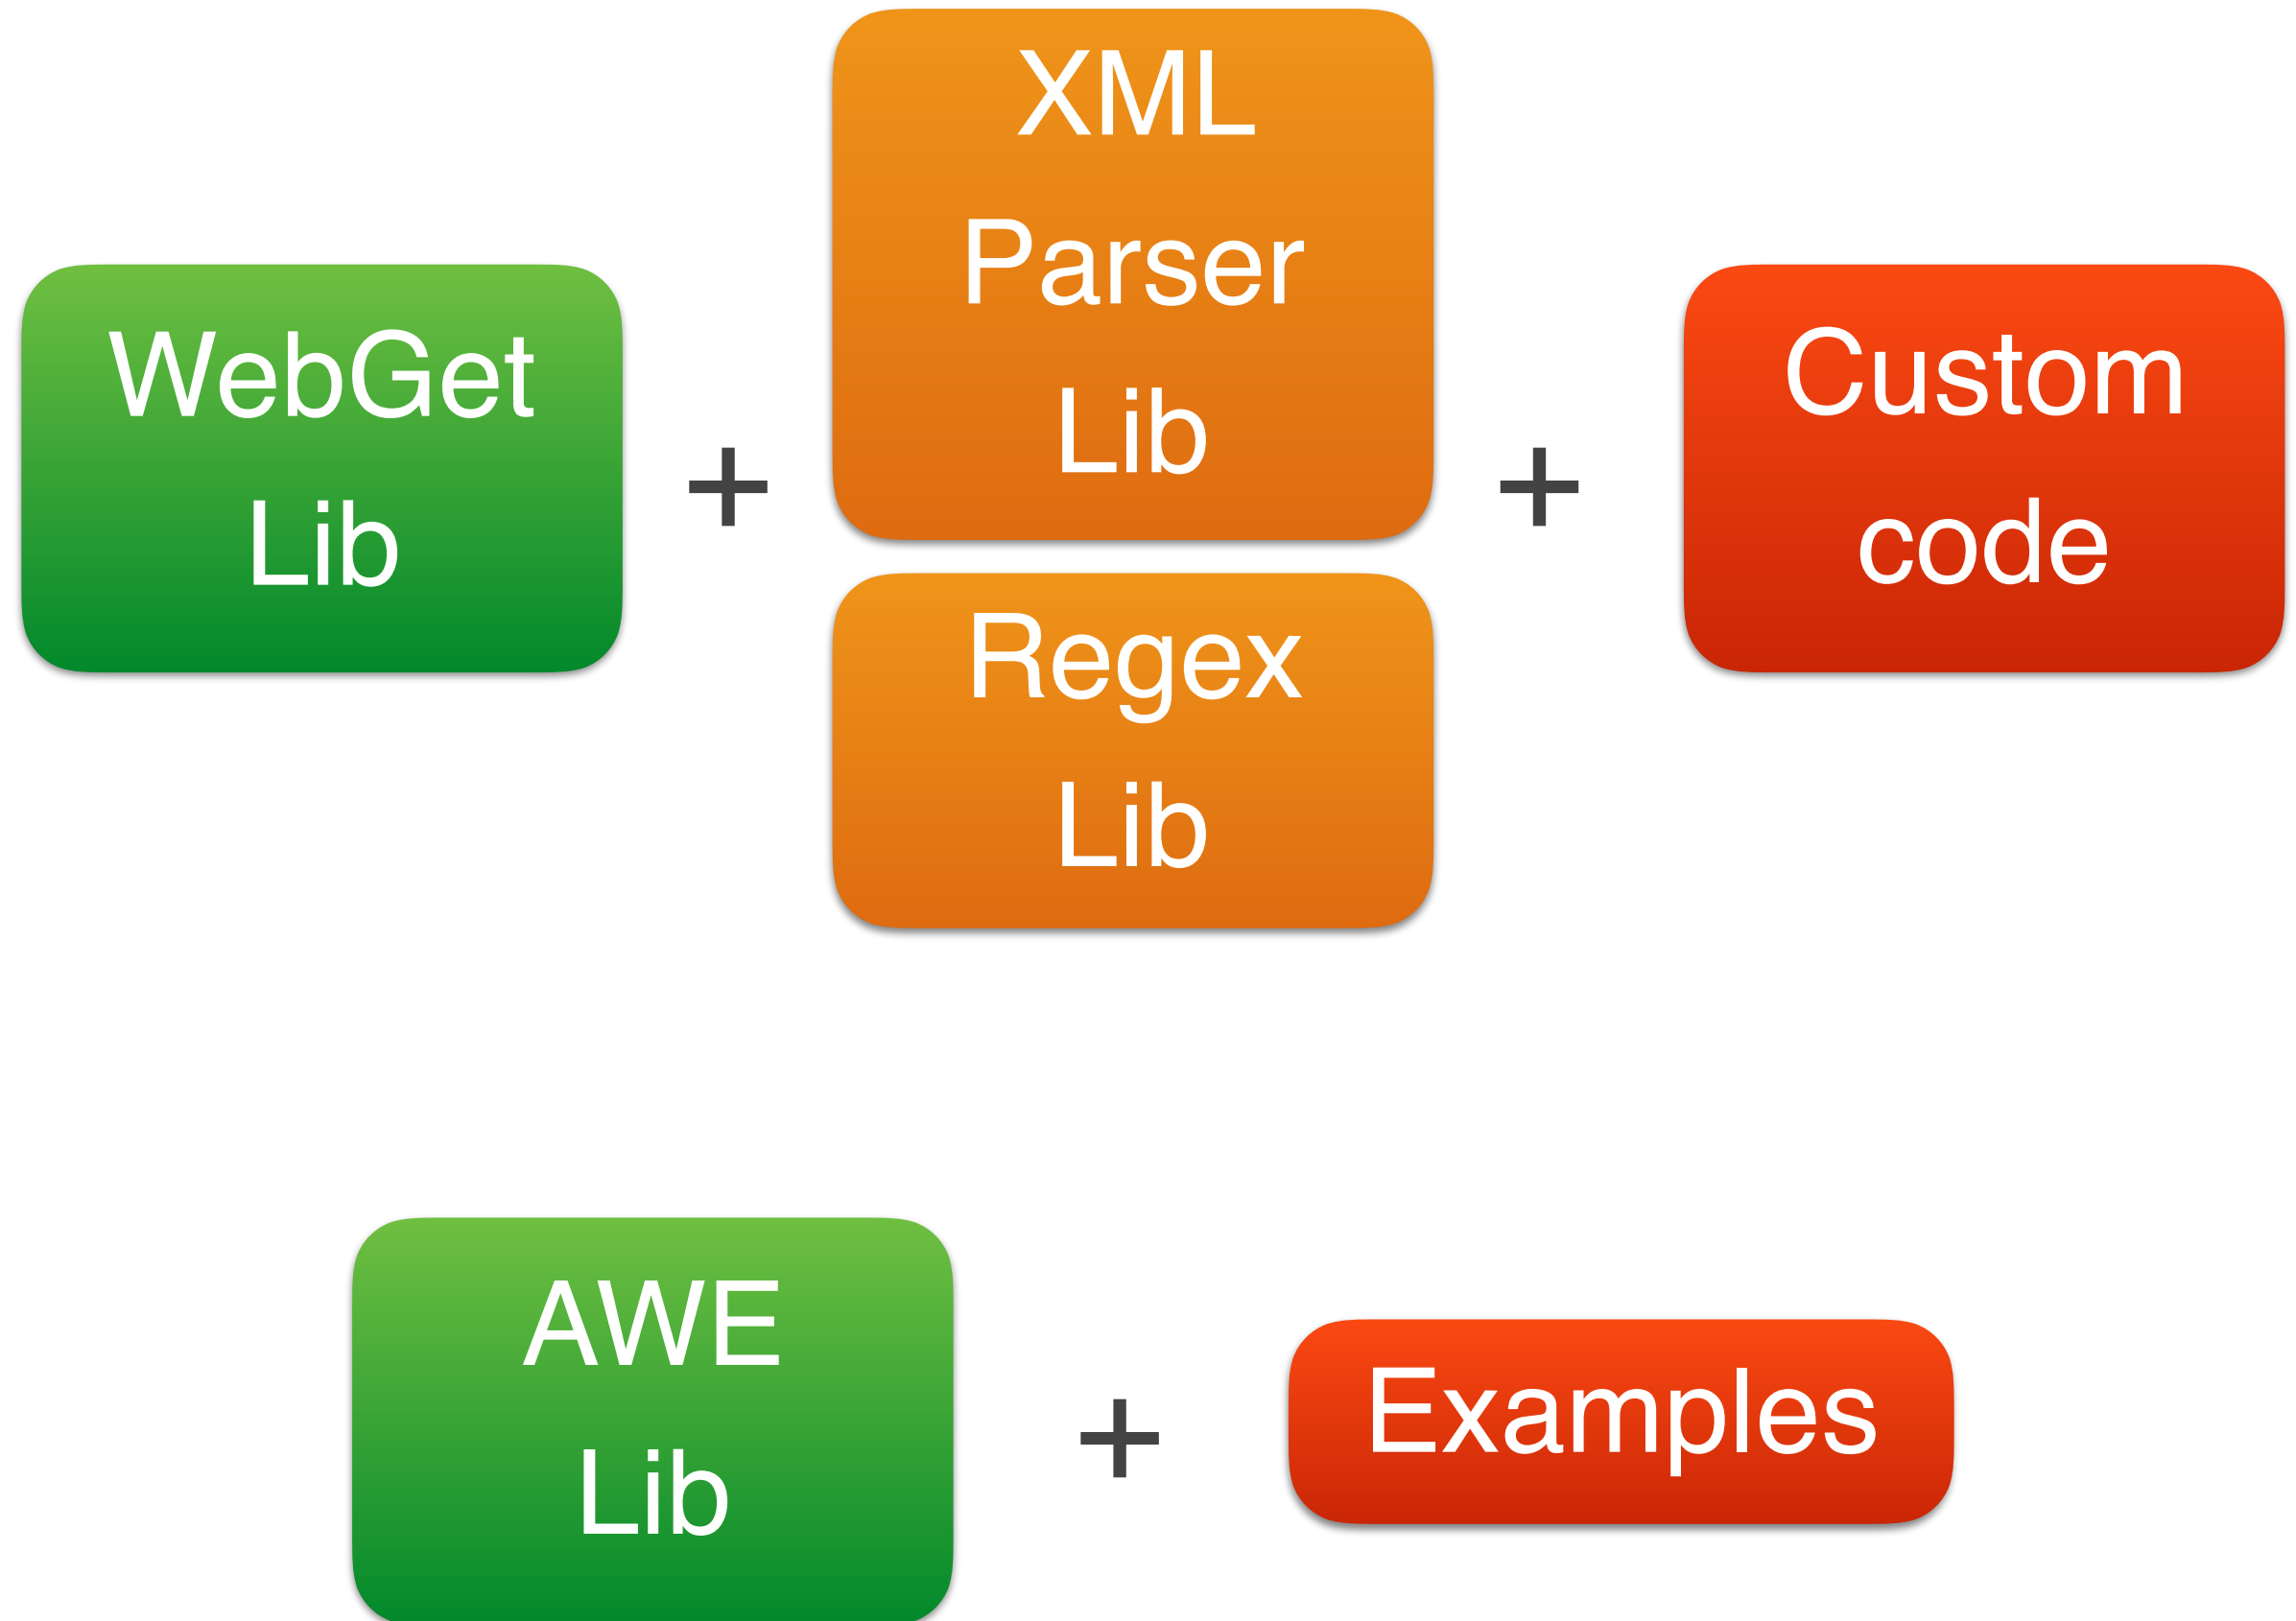 WebGet
Lib
+
XML
Parser
Lib
Regex
Lib
+
Custom
code
AWE
Lib
+
Examples